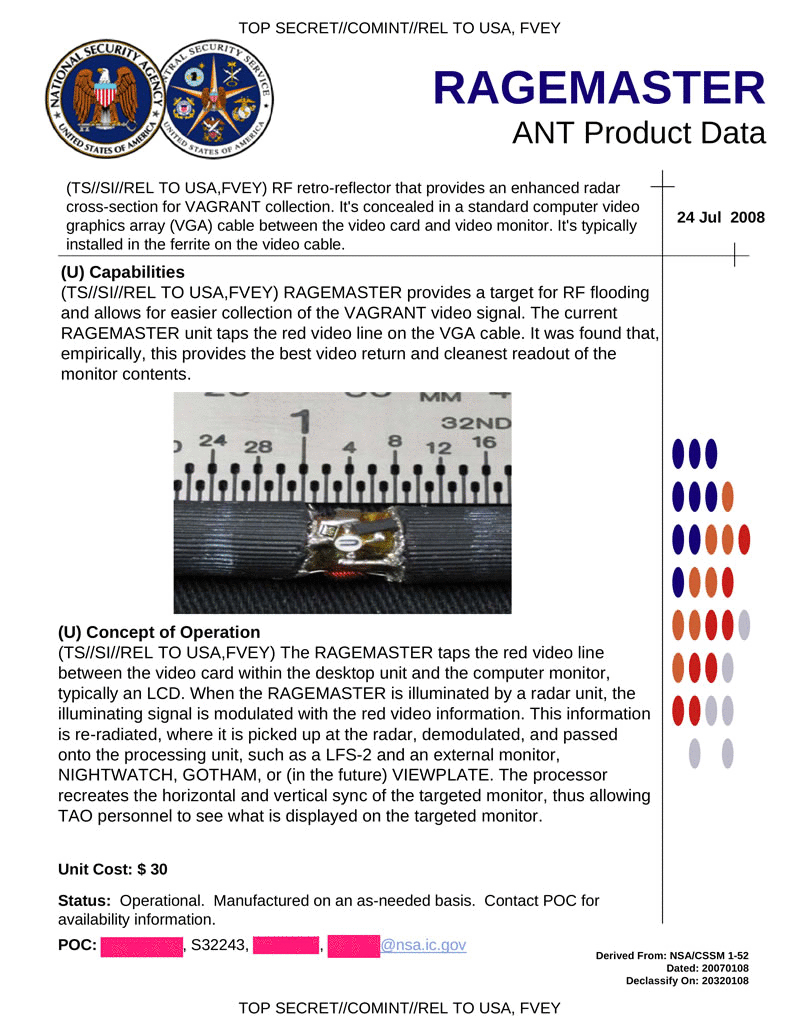 TOP SECRET//COMINT//REL TO USA, FVEY
NATIONAL SECURITY AGENCY
UNITED STATES OF AMERICA
TRAL SECURITY SERVICE
UNITED STATES OF AMERICA
RAGEMASTER
ANT Product Data
(TS//SI//REL TO USA,FVEY) RF retro-reflector that provides an enhanced radar
cross-section for VAGRANT collection. It's concealed in a standard computer video
graphics array (VGA) cable between the video card and video monitor. It's typically
installed in the ferrite on the video cable.
24 Jul 2008
(U) Capabilities
(TS//SI//REL TO USA,FVEY) RAGEMASTER provides a target for RF flooding
and allows for easier collection of the VAGRANT video signal. The current
RAGEMASTER unit taps the red video line on the VGA cable. It was found that,
empirically, this provides the best video return and cleanest readout of the
monitor contents.
MM
1
32ND
24 28 4 8 12 16
(U) Concept of Operation
(TS//SI//REL TO USA,FVEY) The RAGEMASTER taps the red video line
between the video card within the desktop unit and the computer monitor,
typically an LCD. When the RAGEMASTER is illuminated by a radar unit, the
illuminating signal is modulated with the red video information. This information
is re-radiated, where it is picked up at the radar, demodulated, and passed
onto the processing unit, such as a LFS-2 and an external monitor,
NIGHTWATCH, GOTHAM, or (in the future) VIEWPLATE. The processor
recreates the horizontal and vertical sync of the targeted monitor, thus allowing
TAO personnel to see what is displayed on the targeted monitor.
Unit Cost: $ 30
Status: Operational. Manufactured on an as-needed basis. Contact POC for
availability information.
POC: , S32243, , @nsa.ic.gov
Derived From: NSA/CSSM 1-52
Dated: 20070108
Declassify On: 20320108
TOP SECRET//COMINT//REL TO USA, FVEY